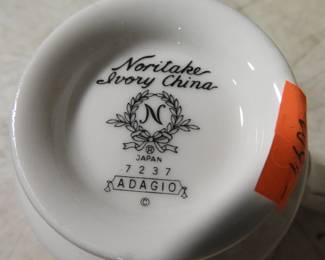 Noritake
Ivory China
N
®
JAPAN
7237
ADAGIO
©